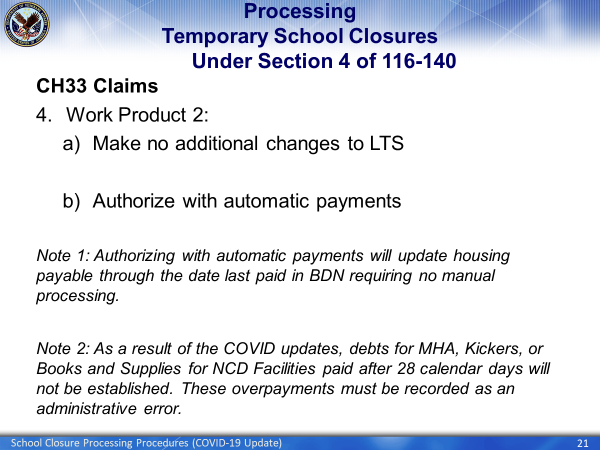 Processing
Temporary School Closures
Under Section 4 of 116-140
CH33 Claims
4. Work Product 2:
a) Make no additional changes to LTS
b) Authorize with automatic payments
Note 1: Authorizing with automatic payments will update housing
payable through the date last paid in BDN requiring no manual
processing.
Note 2: As a result of the COVID updates, debts for MHA, Kickers, or
Books and Supplies for NCD Facilities paid after 28 calendar days will
not be established. These overpayments must be recorded as an
administrative error.
School Closure Processing Procedures (COVID-19 Update)
21